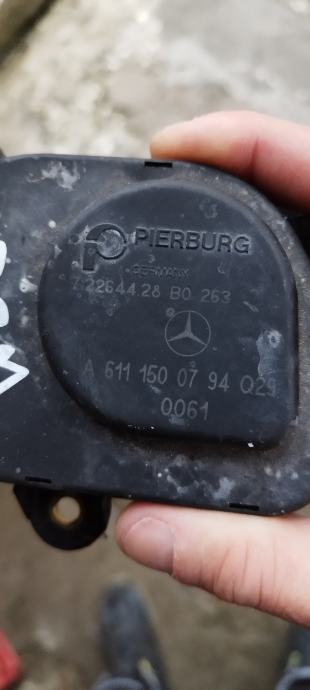 PIERBURG
GERMANY
7.22644.28 B0 263
A 611 150 07 94 Q29
0061